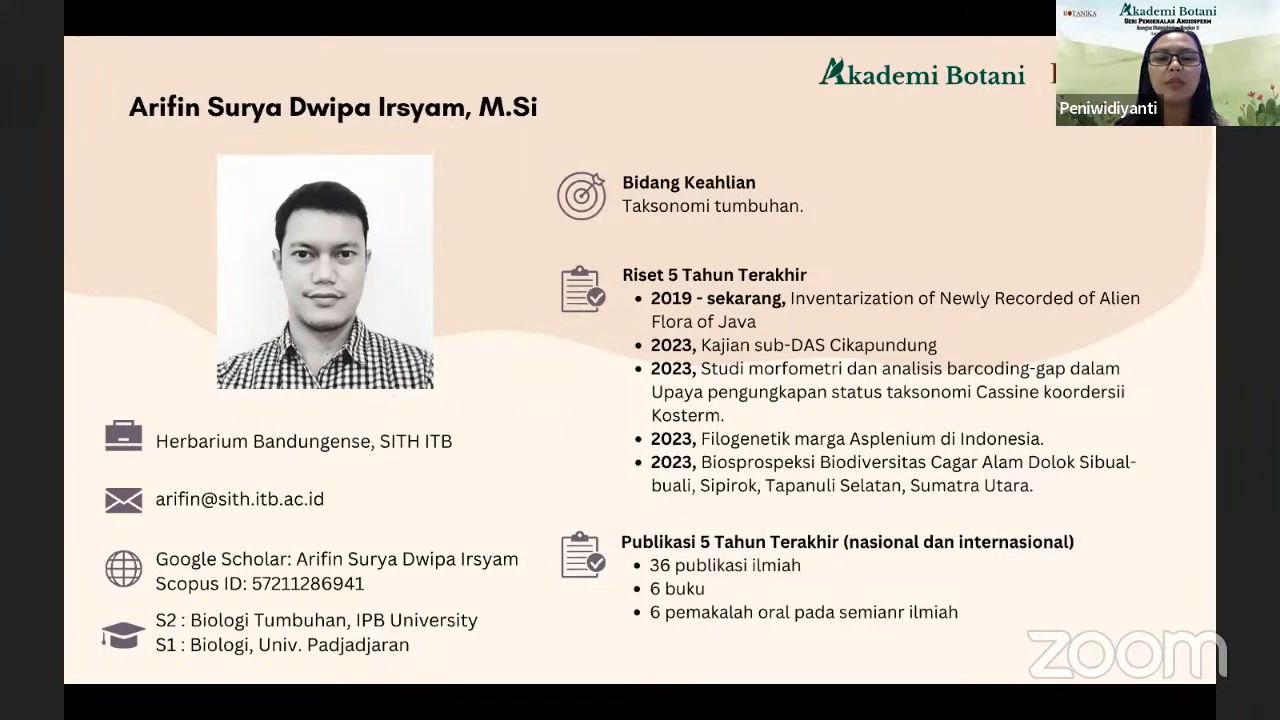 Akademi Botani
Arifin Surya Dwipa Irsyam, M.Si
Bidang Keahlian
Taksonomi tumbuhan.
Riset 5 Tahun Terakhir
2019 - sekarang, Inventarization of Newly Recorded of Alien
Flora of Java
2023, Kajian sub-DAS Cikapundung
2023, Studi morfometri dan analisis barcoding-gap dalam
Upaya pengungkapan status taksonomi Cassine koordersii
Kosterm.
2023, Filogenetik marga Asplenium di Indonesia.
2023, Biosprospeksi Biodiversitas Cagar Alam Dolok Sibual-
buali, Sipirok, Tapanuli Selatan, Sumatra Utara.
Publikasi 5 Tahun Terakhir (nasional dan internasional)
36 publikasi ilmiah
6 buku
6 pemakalah oral pada semianr ilmiah
Herbarium Bandungense, SITH ITB
arifin@sith.itb.ac.id
Google Scholar: Arifin Surya Dwipa Irsyam
Scopus ID: 57211286941
S2 : Biologi Tumbuhan, IPB University
S1 : Biologi, Univ. Padjadjaran
BOTANIKA
Akademi Botani
Seri Pengenalan Angiosperm
Peniwidiyanti
zoom